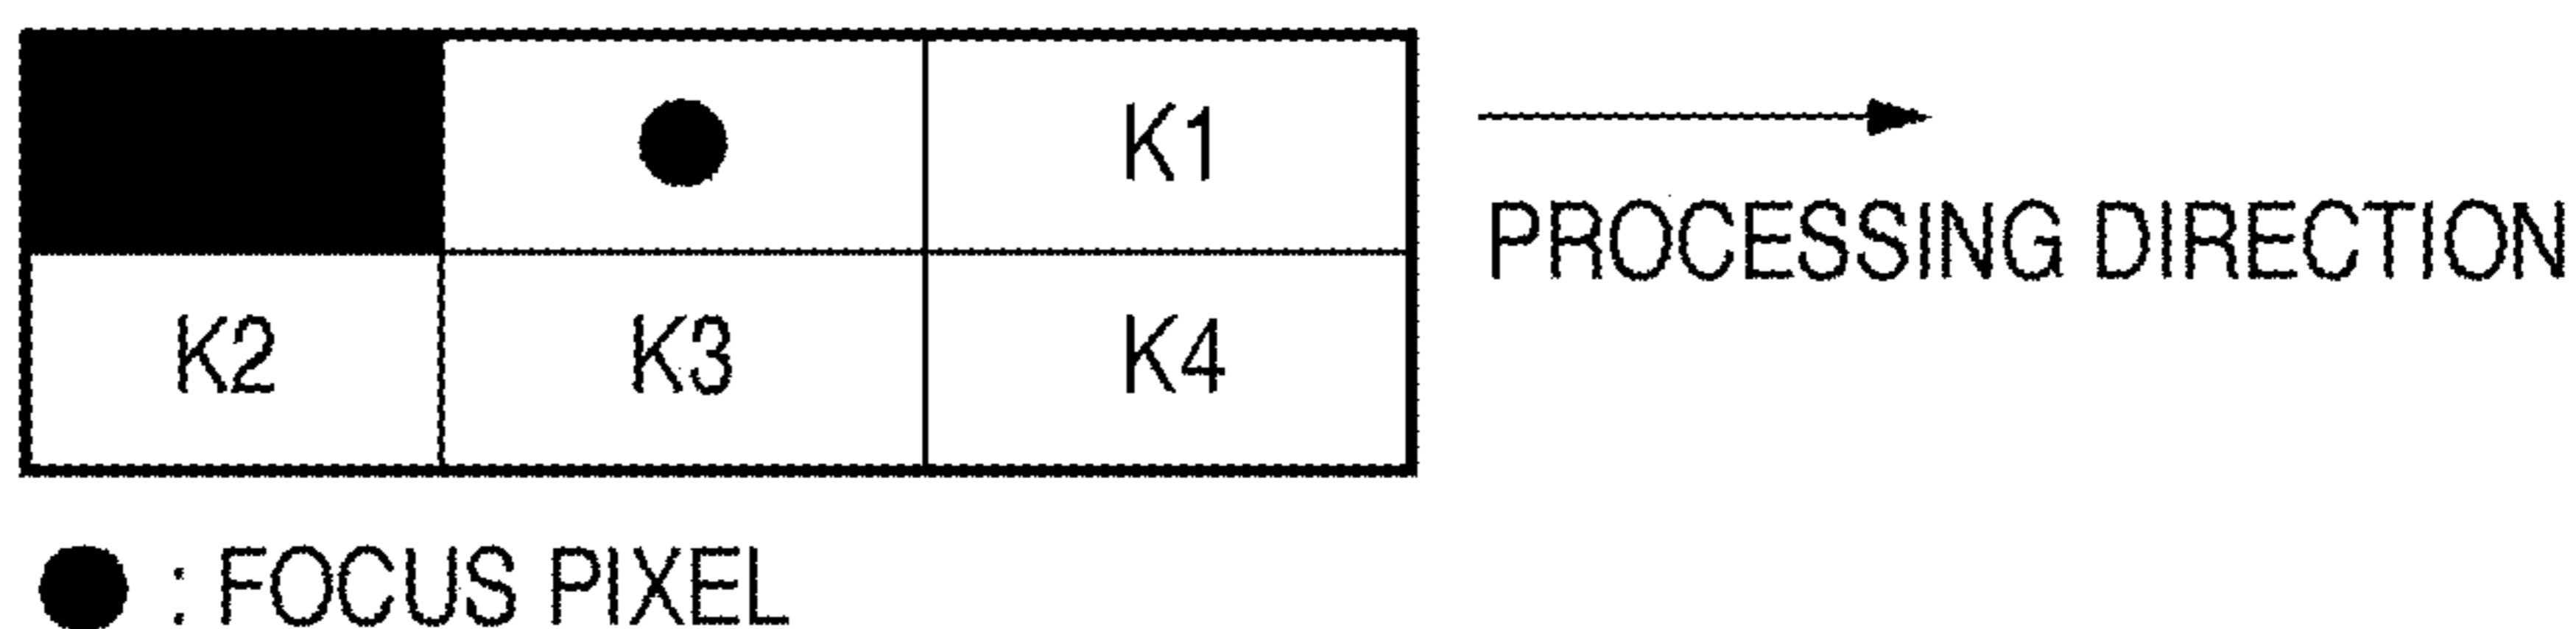 K1
PROCESSING DIRECTION
K2 K3 K4
: FOCUS PIXEL